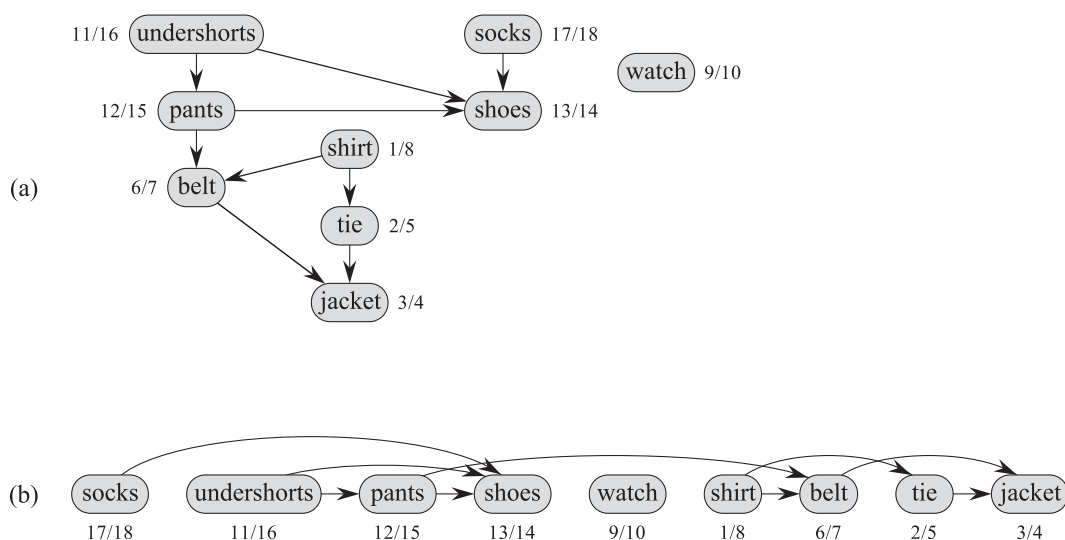 11/16 undershorts socks 17/18
watch 9/10
12/15 pants shoes 13/14
shirt 1/8
(a) 6/7 belt
tie 2/5
jacket 3/4
(b) socks undershorts pants shoes watch shirt belt tie jacket
17/18 11/16 12/15 13/14 9/10 1/8 6/7 2/5 3/4